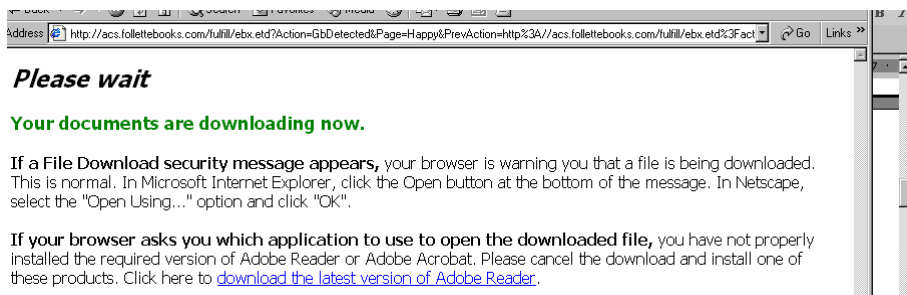 Address http://acs.follettebooks.com/fulfill/ebx.etd?Action=GbDetected&Page=Happy&PrevAction=http%3A//acs.follettebooks.com/fulfill/ebx.etd%3Fact Go Links »
Please wait
Your documents are downloading now.
If a File Download security message appears, your browser is warning you that a file is being downloaded.
This is normal. In Microsoft Internet Explorer, click the Open button at the bottom of the message. In Netscape,
select the "Open Using..." option and click "OK".
If your browser asks you which application to use to open the downloaded file, you have not properly
installed the required version of Adobe Reader or Adobe Acrobat. Please cancel the download and install one of
these products. Click here to download the latest version of Adobe Reader.